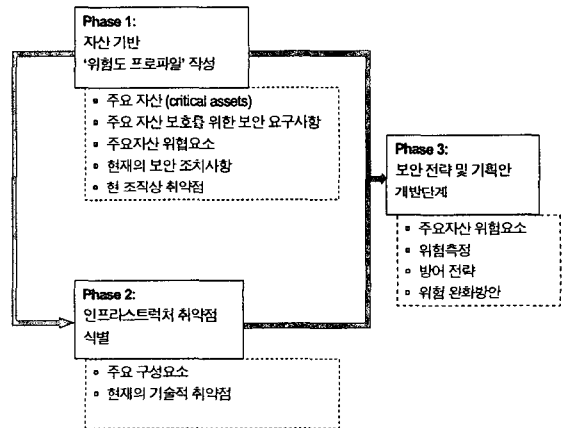 Phase 1:
자산 기반
'위험도 프로파일' 작성
▫ 주요 자산 (critical assets)
▫ 주요 자산 보호를 위한 보안 요구사항
▫ 주요자산 위협요소
▫ 현재의 보안 조치사항
▫ 현 조직상 취약점
Phase 2:
인프라스트럭처 취약점
식별
▫ 주요 구성요소
▫ 현재의 기술적 취약점
Phase 3:
보안 전략 및 기획안
개발단계
▫ 주요자산 위험요소
▫ 위험측정
▫ 방어 전략
▫ 위험 완화방안